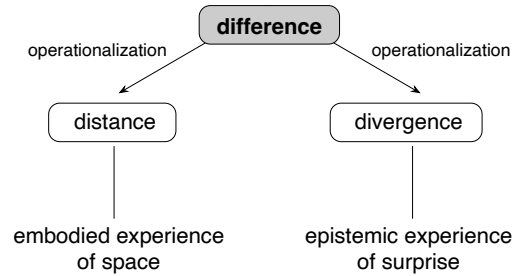 difference
operationalization
operationalization
distance
divergence
embodied experience
of space
epistemic experience
of surprise